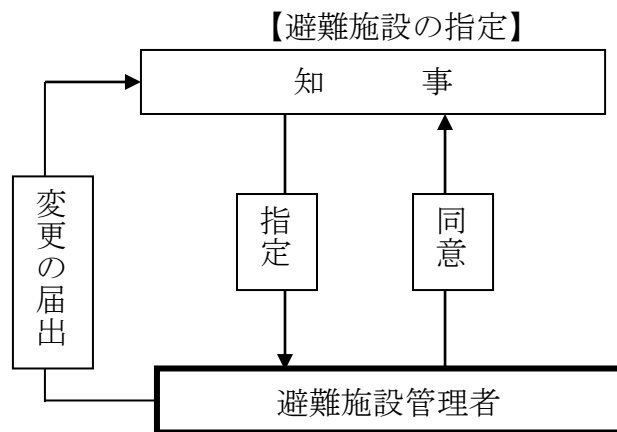 【避難施設の指定】
知 事
変更の届出
指定
同意
避難施設管理者